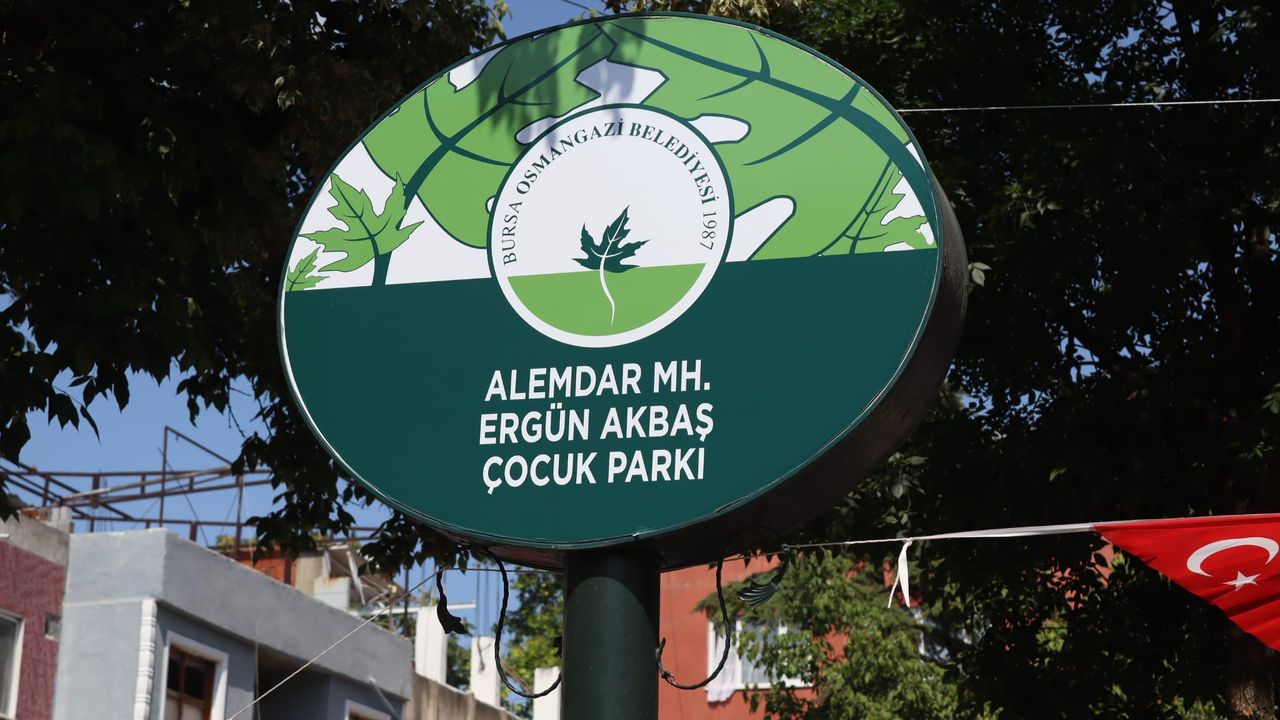 BURSA OSMANGAZİ BELEDİYESİ 1987
ALEMDAR MH.
ERGÜN AKBAŞ
ÇOCUK PARKI